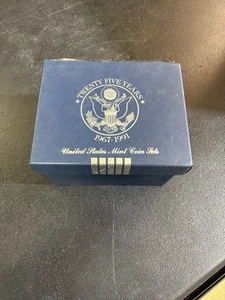 ★ TWENTY FIVE YEARS ★
1967-1991
United States Mint Coin Sets